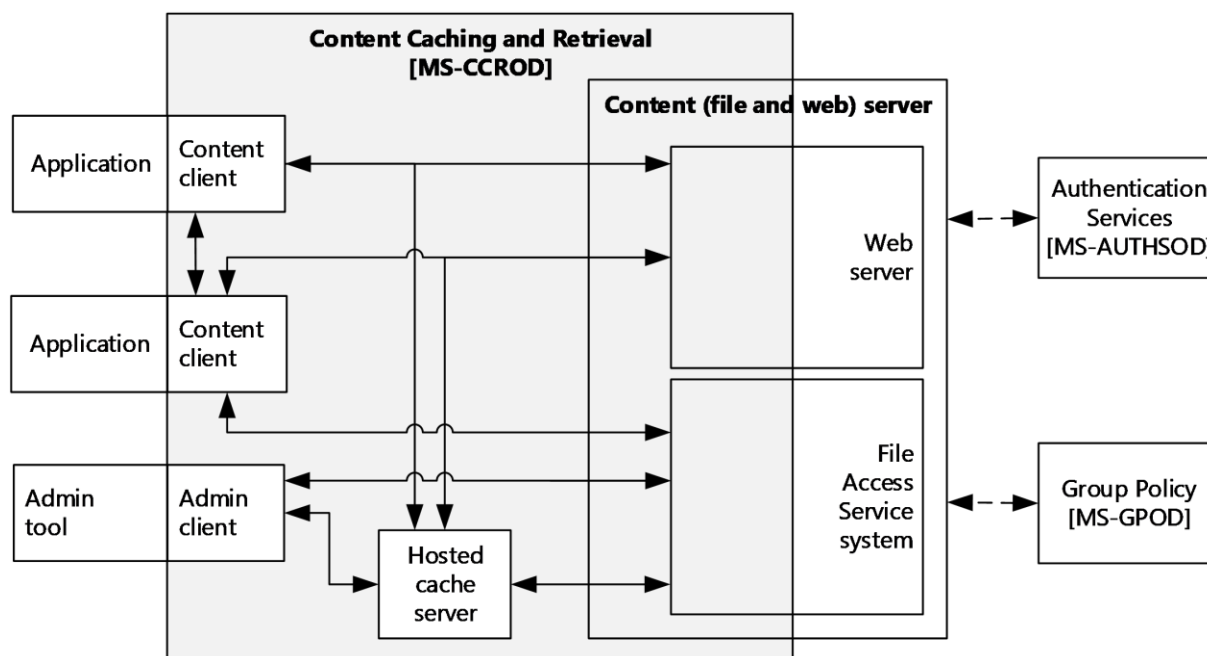 Content Caching and Retrieval
[MS-CCROD]
Content (file and web) server
Application
Content
client
Web
server
Authentication
Services
[MS-AUTHSOD]
Application
Content
client
File
Access
Service
system
Admin
tool
Admin
client
Hosted
cache
server
Group Policy
[MS-GPOD]